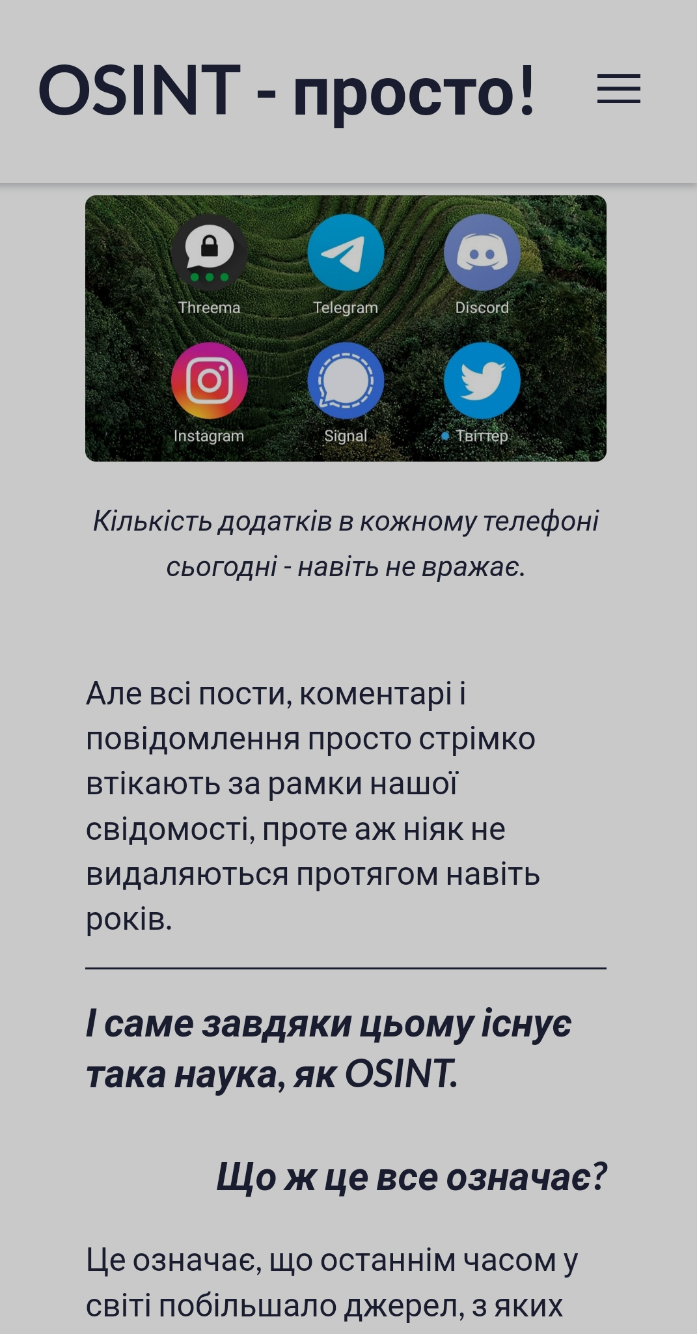 OSINT - просто!
Threema
Telegram
Discord
Instagram
Signal
Твіттер
Кількість додатків в кожному телефоні
сьогодні - навіть не вражає.
Але всі пости, коментарі і
повідомлення просто стрімко
втікають за рамки нашої
свідомості, проте аж ніяк не
видаляються протягом навіть
років.
І саме завдяки цьому існує
така наука, як OSINT.
Що ж це все означає?
Це означає, що останнім часом у
світі побільшало джерел, з яких